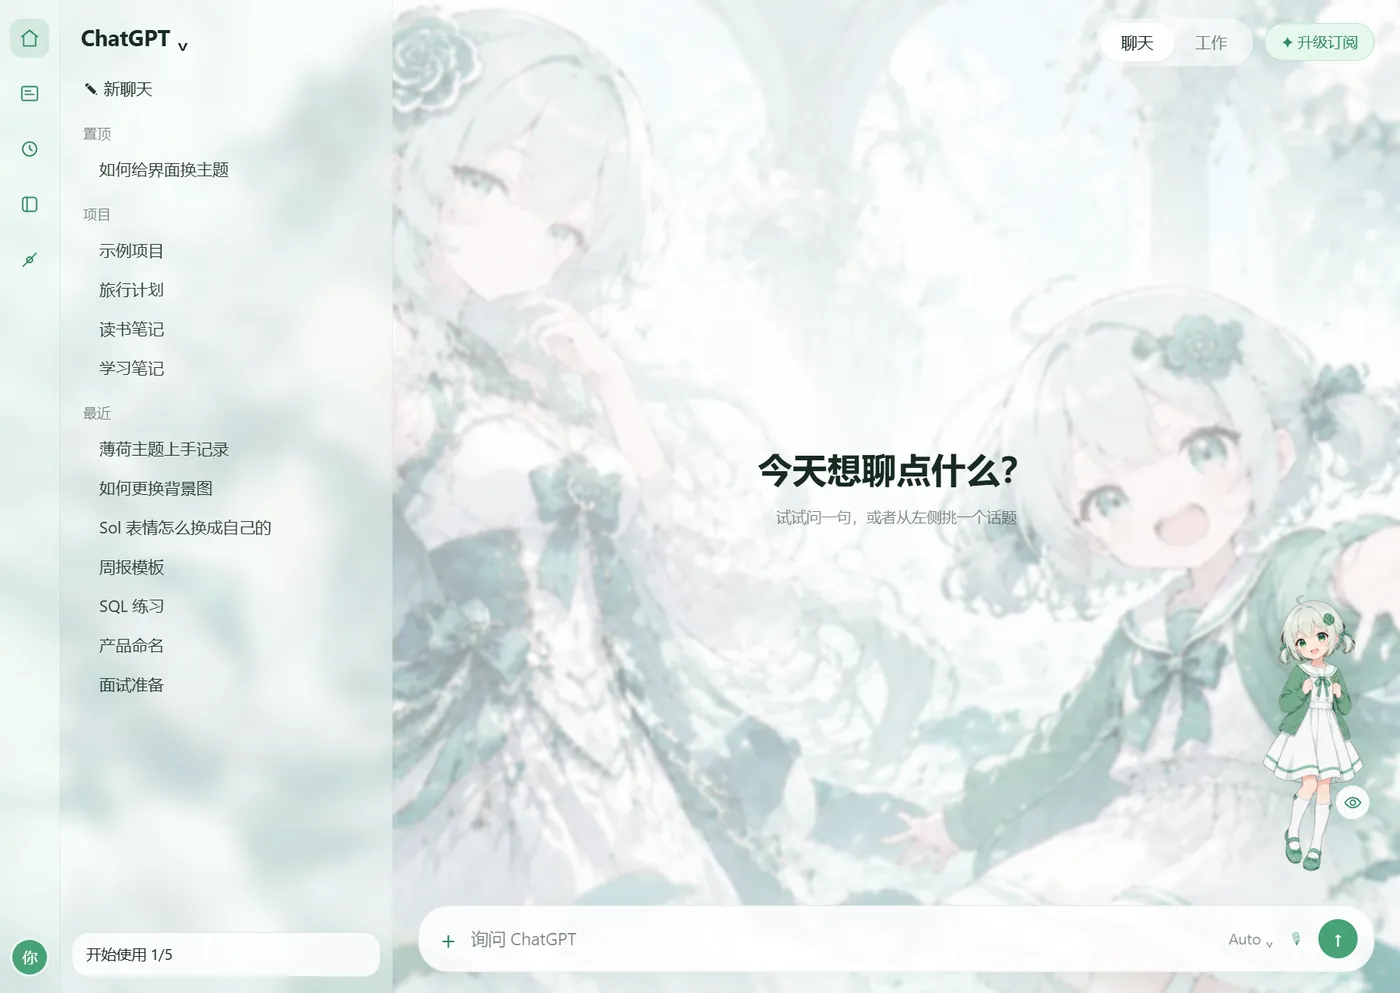 ChatGPT
新聊天
置顶
如何给界面换主题
项目
示例项目
旅行计划
读书笔记
学习笔记
最近
薄荷主题上手记录
如何更换背景图
Sol 表情怎么换成自己的
周报模板
SQL 练习
产品命名
面试准备
你
开始使用 1/5
聊天
工作
升级订阅
今天想聊点什么?
试试问一句，或者从左侧挑一个话题
询问 ChatGPT
Auto